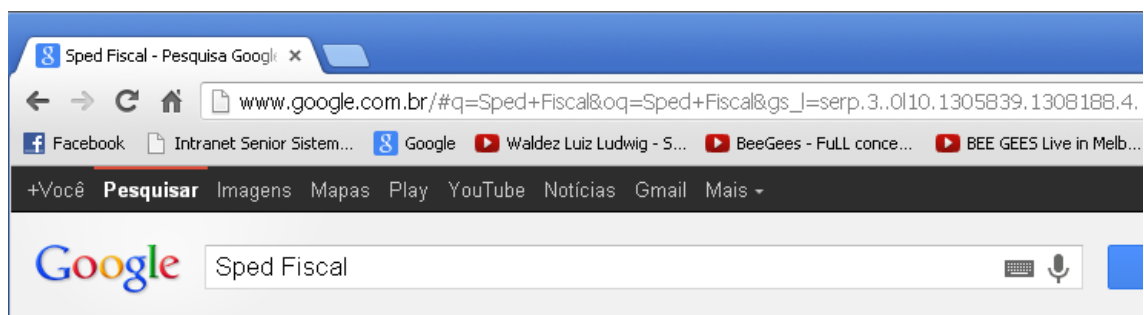 Sped Fiscal - Pesquisa Google
www.google.com.br/#q=Sped+Fiscal&oq=Sped+Fiscal&gs_l=serp.3..0l10.1305839.1308188.4.
Facebook Intranet Senior Sistem... Google Waldez Luiz Ludwig - S... BeeGees - FuLL conce... BEE GEES Live in Melb...
+Você Pesquisar Imagens Mapas Play YouTube Notícias Gmail Mais
Google Sped Fiscal